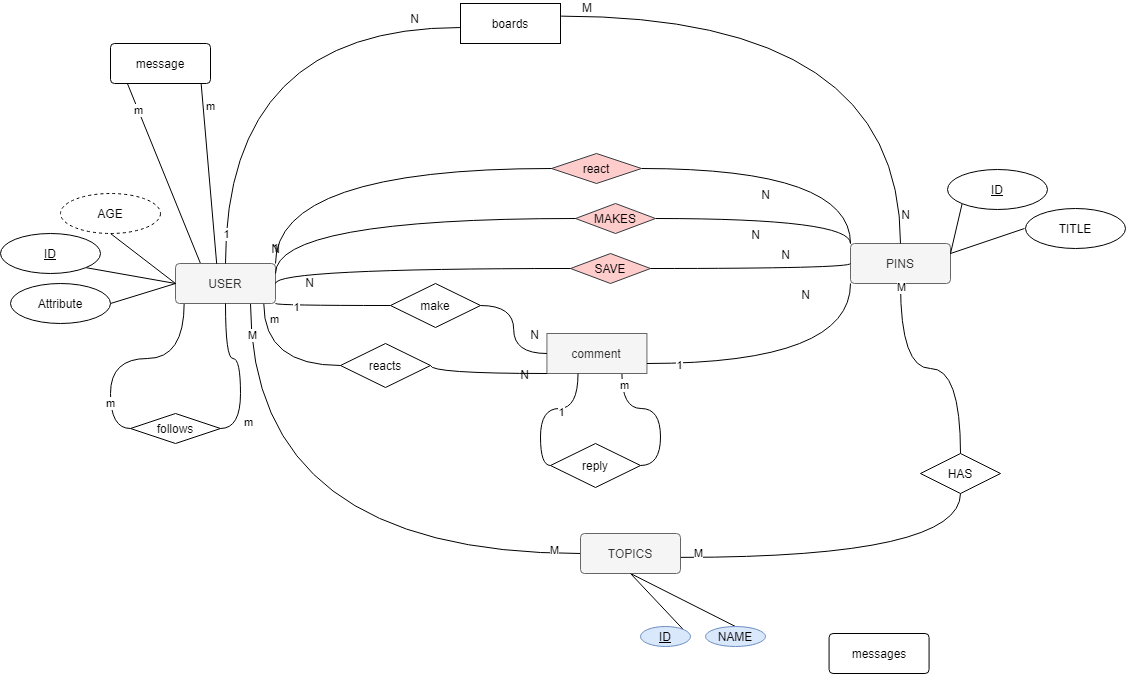 M
N
boards
message
m
m
react
ID
N
AGE
N
MAKES
TITLE
1
N
ID
N
N
SAVE
PINS
USER
N
M
Attribute
1
make
N
m
M
N
comment
1
reacts
N
m
m
1
m
follows
reply
HAS
M
TOPICS
M
ID
NAME
messages